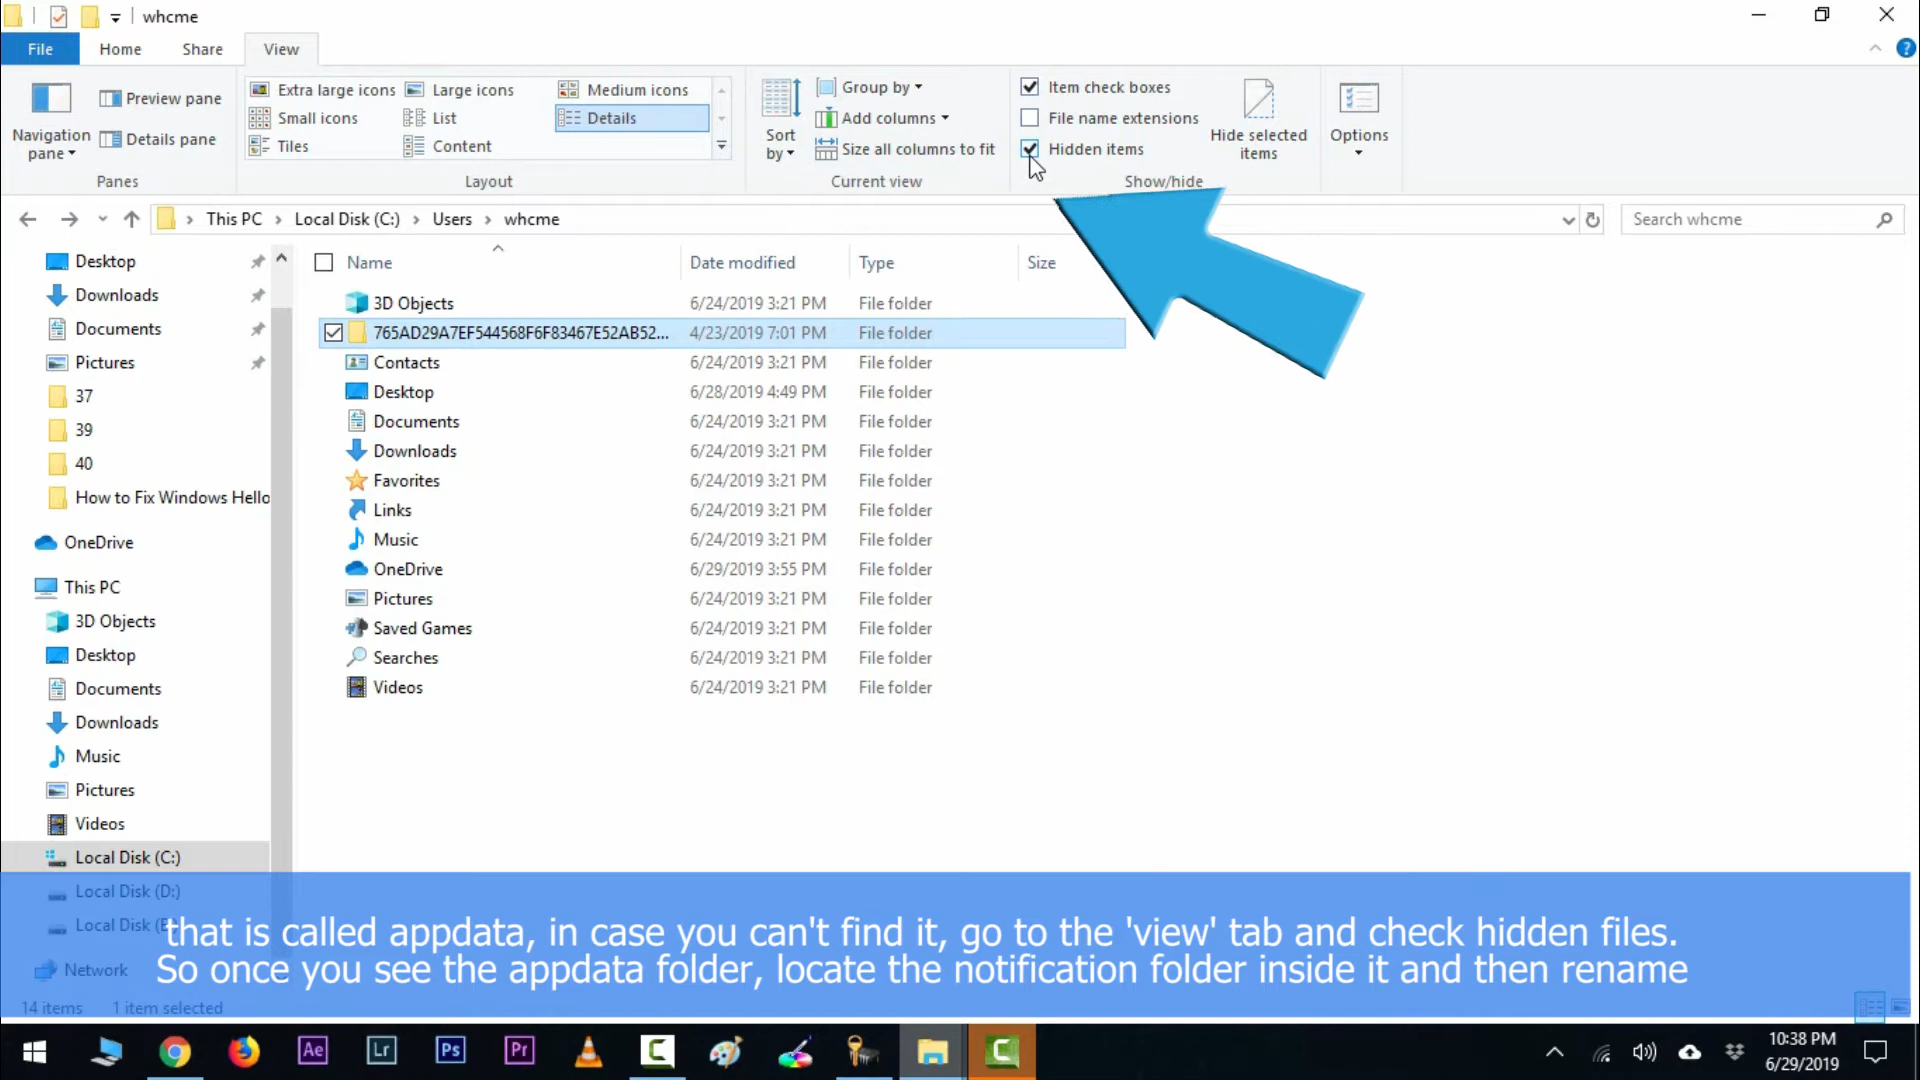 whcme
File
Home
Share
View
Navigation pane
Preview pane
Details pane
Panes
Extra large icons
Large icons
Medium icons
Small icons
List
Details
Tiles
Content
Layout
Sort by
Group by
Add columns
Size all columns to fit
Current view
Item check boxes
File name extensions
Hidden items
Hide selected items
Show/hide
Options
This PC
Local Disk (C:)
Users
whcme
Search whcme
Desktop
Downloads
Documents
Pictures
37
39
40
How to Fix Windows Hello
OneDrive
This PC
3D Objects
Desktop
Documents
Downloads
Music
Pictures
Videos
Local Disk (C:)
Local Disk (D:)
Local Disk (
Network
Name Date modified Type Size
3D Objects 6/24/2019 3:21 PM File folder
765AD29A7EF544568F6F83467E52AB52... 4/23/2019 7:01 PM File folder
Contacts 6/24/2019 3:21 PM File folder
Desktop 6/28/2019 4:49 PM File folder
Documents 6/24/2019 3:21 PM File folder
Downloads 6/24/2019 3:21 PM File folder
Favorites 6/24/2019 3:21 PM File folder
Links 6/24/2019 3:21 PM File folder
Music 6/24/2019 3:21 PM File folder
OneDrive 6/29/2019 3:55 PM File folder
Pictures 6/24/2019 3:21 PM File folder
Saved Games 6/24/2019 3:21 PM File folder
Searches 6/24/2019 3:21 PM File folder
Videos 6/24/2019 3:21 PM File folder
that is called appdata, in case you can't find it, go to the 'view' tab and check hidden files.
So once you see the appdata folder, locate the notification folder inside it and then rename
14 items 1 item selected
Ae
Lr
Ps
Pr
10:38 PM
6/29/2019